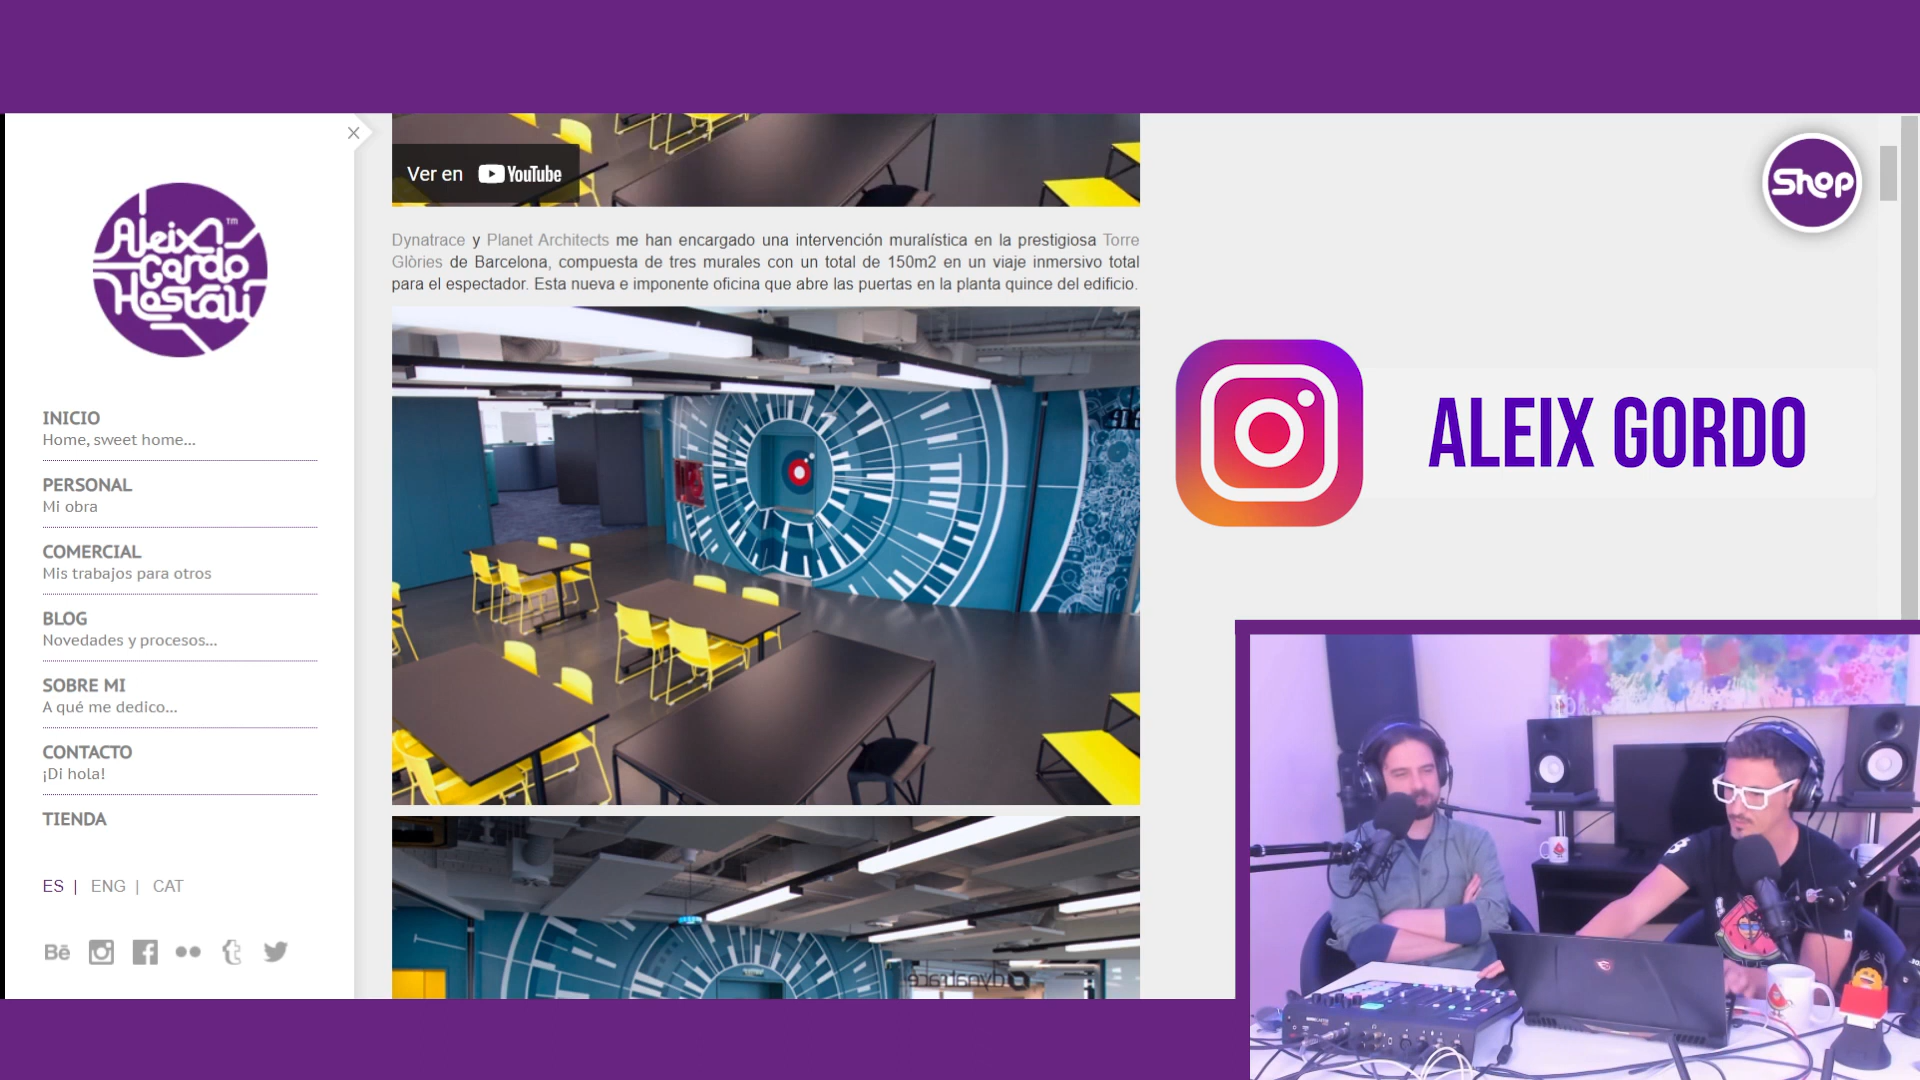 Aleix
Gordo
Hostau
TM
INICIO
Home, sweet home...
PERSONAL
Mi obra
COMERCIAL
Mis trabajos para otros
BLOG
Novedades y procesos...
SOBRE MI
A qué me dedico...
CONTACTO
¡Di hola!
TIENDA
ES | ENG | CAT
Bē
Ver en YouTube
Dynatrace y Planet Architects me han encargado una intervención muralística en la prestigiosa Torre
Glòries de Barcelona, compuesta de tres murales con un total de 150m2 en un viaje inmersivo total
para el espectador. Esta nueva e imponente oficina que abre las puertas en la planta quince del edificio.
dynatrace
Shop
ALEIX GORDO